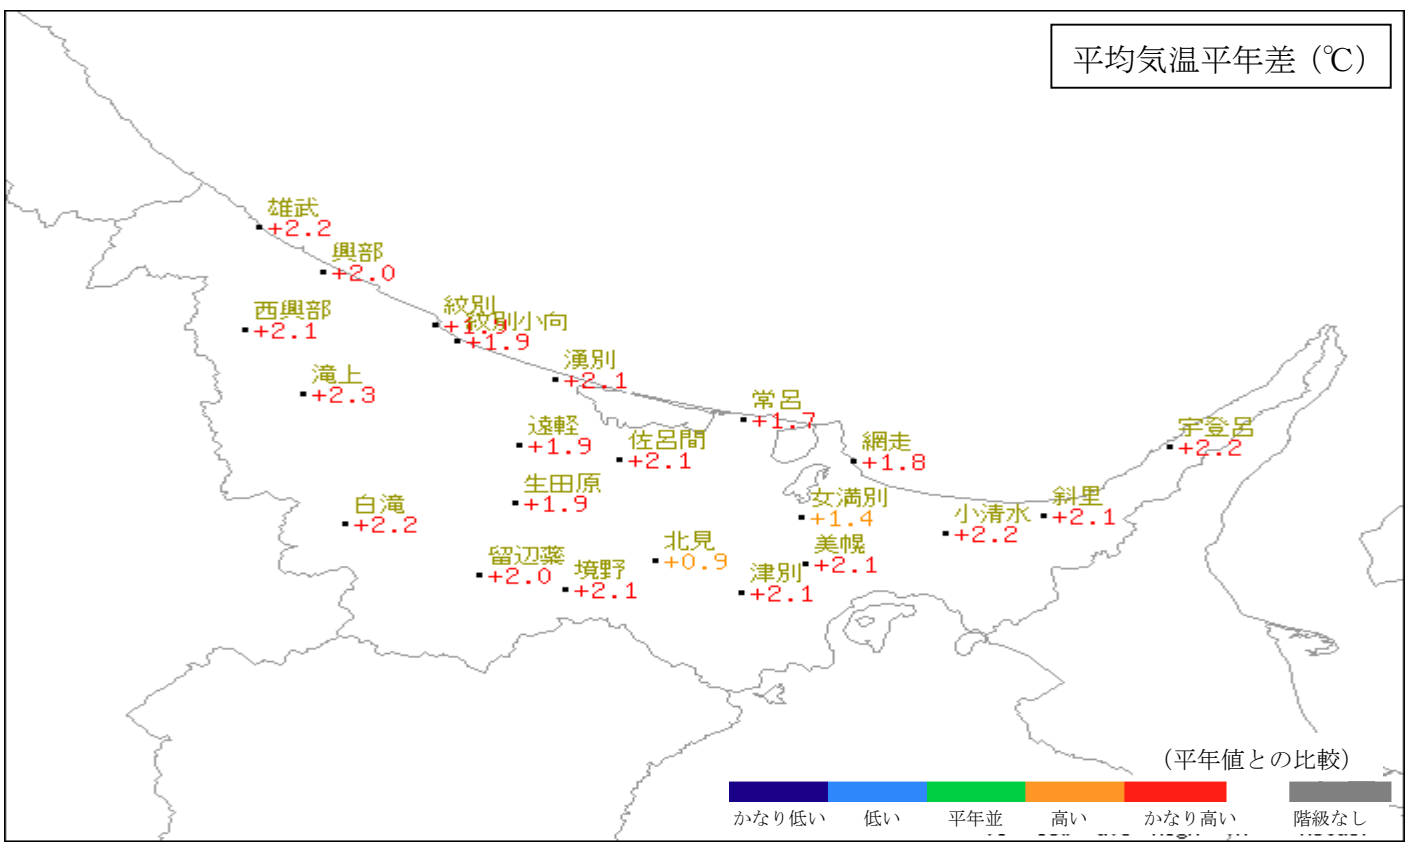 平均気温平年差（℃）
雄武
+2.2
興部
+2.0
西興部
+2.1
紋別
+1.9
紋別小向
+1.9
湧別
+2.1
滝上
+2.3
常呂
+1.7
遠軽
+1.9
佐呂間
+2.1
網走
+1.8
宇登呂
+2.2
生田原
+1.9
白滝
+2.2
女満別
+1.4
小清水
+2.2
斜里
+2.1
北見
+0.9
美幌
+2.1
留辺蘂
+2.0
境野
+2.1
津別
+2.1
（平年値との比較）
かなり低い 低い 平年並 高い かなり高い 階級なし